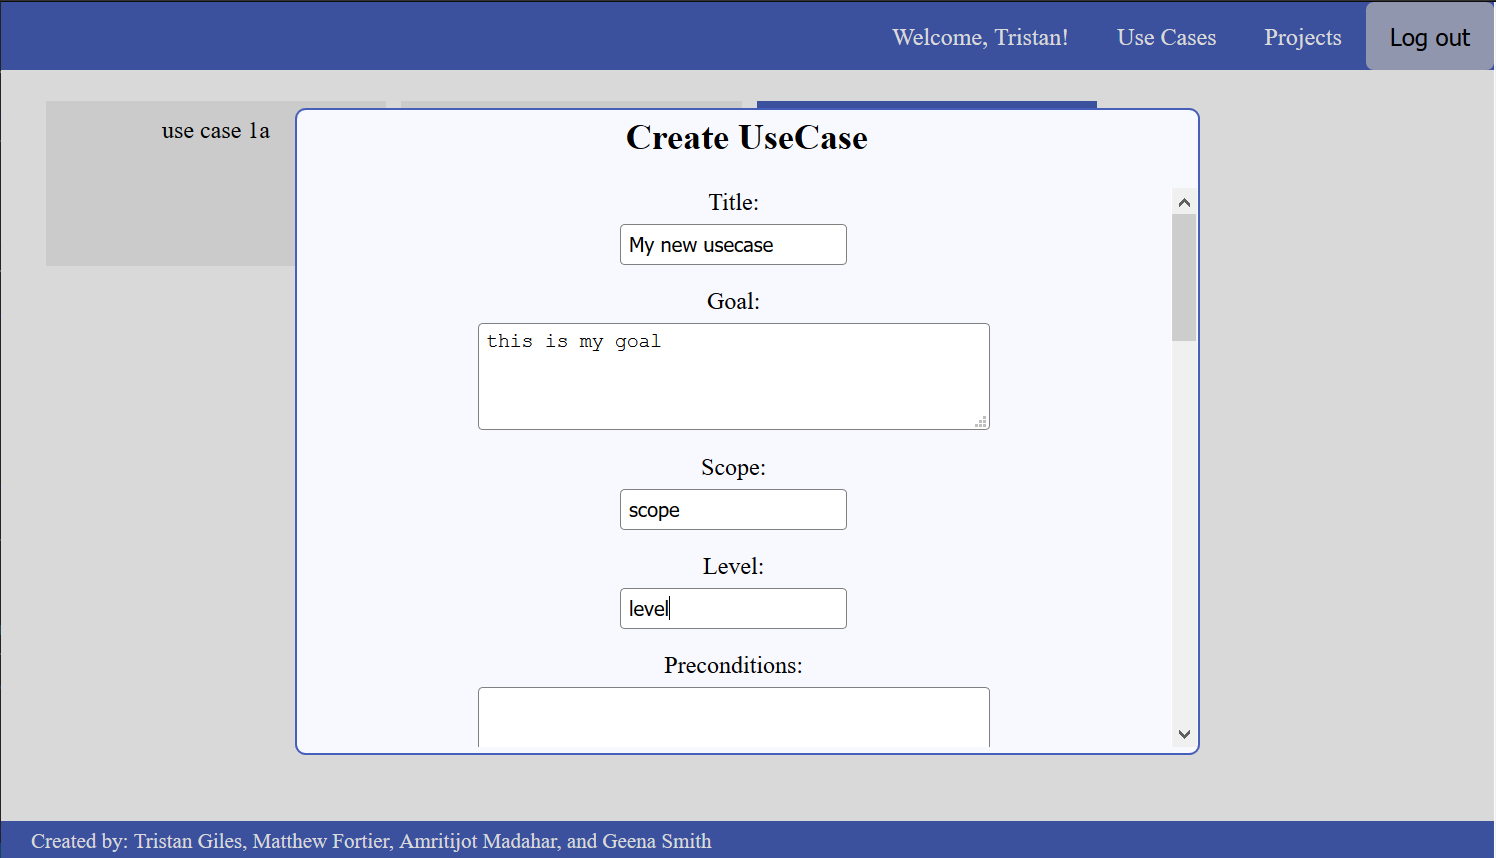 Welcome, Tristan! Use Cases Projects Log out
use case 1a
Create UseCase
Title:
My new usecase
Goal:
this is my goal
Scope:
scope
Level:
level
Preconditions:
Created by: Tristan Giles, Matthew Fortier, Amritijot Madahar, and Geena Smith